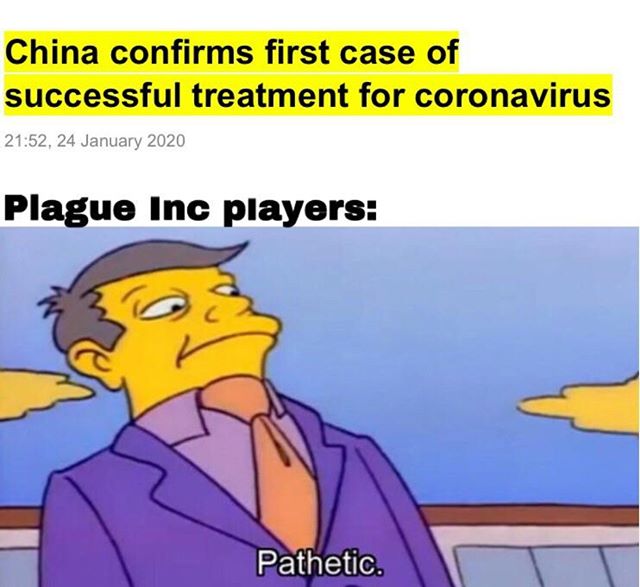 China confirms first case of
successful treatment for coronavirus
21:52, 24 January 2020
Plague Inc players:
Pathetic.